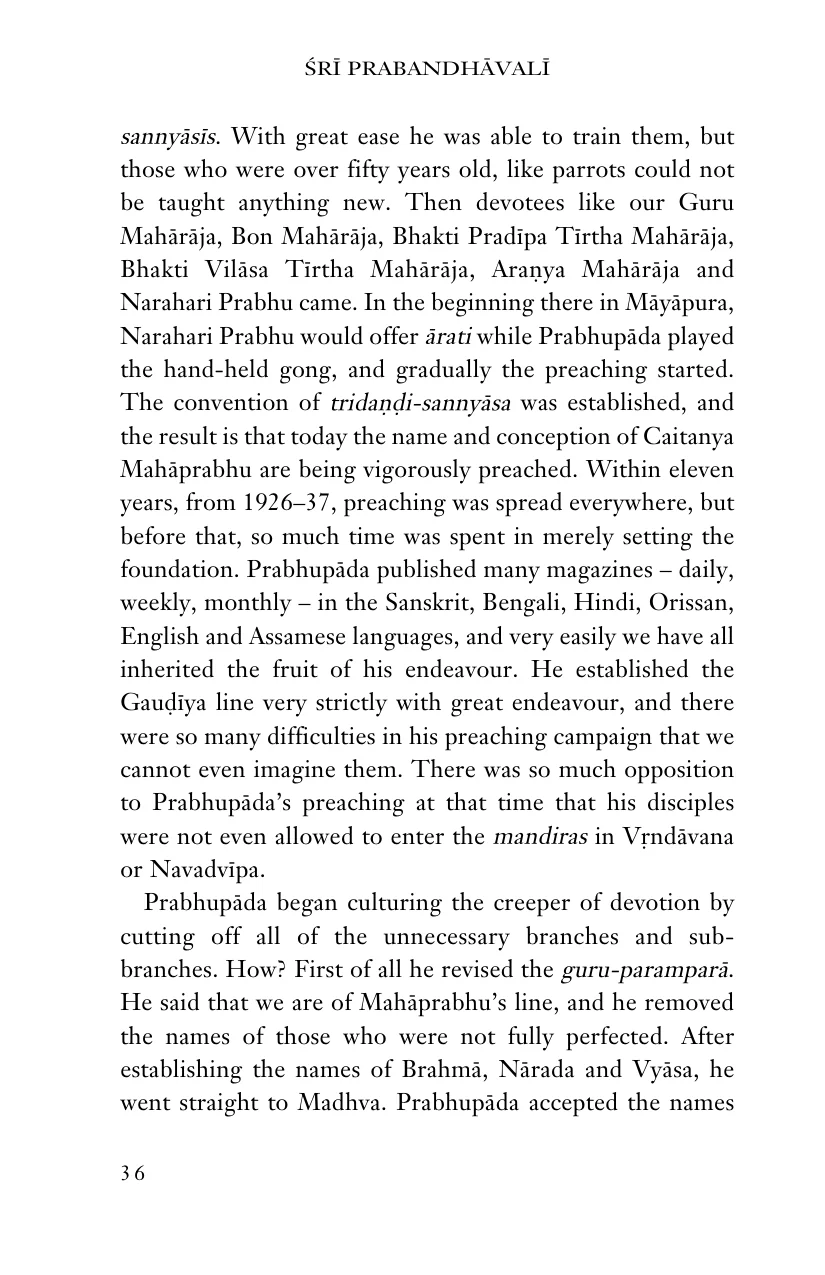 ŚRĪ PRABANDHĀVALĪ
sannyāsīs. With great ease he was able to train them, but
those who were over fifty years old, like parrots could not
be taught anything new. Then devotees like our Guru
Mahārāja, Bon Mahārāja, Bhakti Pradīpa Tīrtha Mahārāja,
Bhakti Vilāsa Tīrtha Mahārāja, Araṇya Mahārāja and
Narahari Prabhu came. In the beginning there in Māyāpura,
Narahari Prabhu would offer ārati while Prabhupāda played
the hand-held gong, and gradually the preaching started.
The convention of tridaṇḍi-sannyāsa was established, and
the result is that today the name and conception of Caitanya
Mahāprabhu are being vigorously preached. Within eleven
years, from 1926–37, preaching was spread everywhere, but
before that, so much time was spent in merely setting the
foundation. Prabhupāda published many magazines – daily,
weekly, monthly – in the Sanskrit, Bengali, Hindi, Orissan,
English and Assamese languages, and very easily we have all
inherited the fruit of his endeavour. He established the
Gauḍīya line very strictly with great endeavour, and there
were so many difficulties in his preaching campaign that we
cannot even imagine them. There was so much opposition
to Prabhupāda’s preaching at that time that his disciples
were not even allowed to enter the mandiras in Vṛndāvana
or Navadvīpa.
Prabhupāda began culturing the creeper of devotion by
cutting off all of the unnecessary branches and sub-
branches. How? First of all he revised the guru-paramparā.
He said that we are of Mahāprabhu’s line, and he removed
the names of those who were not fully perfected. After
establishing the names of Brahmā, Nārada and Vyāsa, he
went straight to Madhva. Prabhupāda accepted the names
36